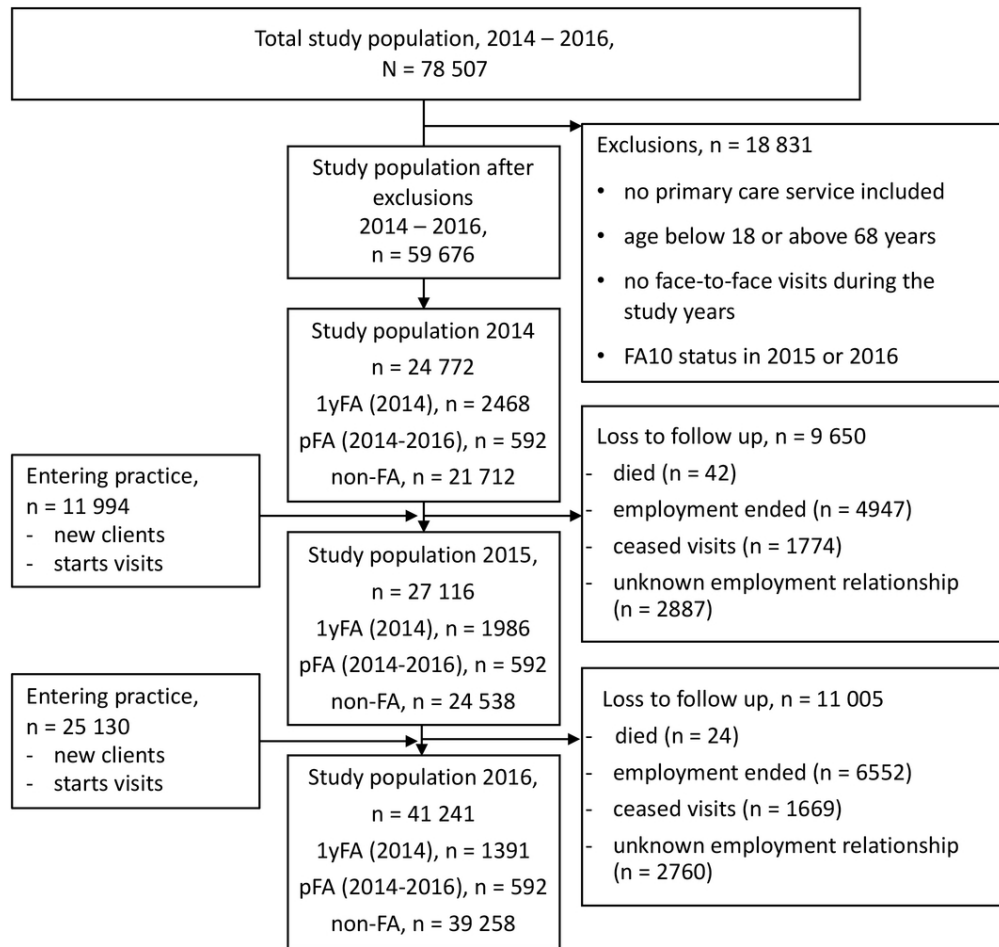 Total study population, 2014 – 2016,
N = 78 507
Exclusions, n = 18 831
• no primary care service included
• age below 18 or above 68 years
• no face-to-face visits during the
study years
• FA10 status in 2015 or 2016
Study population after
exclusions
2014 – 2016,
n = 59 676
Study population 2014
n = 24 772
1yFA (2014), n = 2468
pFA (2014-2016), n = 592
non-FA, n = 21 712
Loss to follow up, n = 9 650
- died (n = 42)
- employment ended (n = 4947)
- ceased visits (n = 1774)
- unknown employment relationship
(n = 2887)
Entering practice,
n = 11 994
- new clients
- starts visits
Study population 2015,
n = 27 116
1yFA (2014), n = 1986
pFA (2014-2016), n = 592
non-FA, n = 24 538
Loss to follow up, n = 11 005
- died (n = 24)
- employment ended (n = 6552)
- ceased visits (n = 1669)
- unknown employment relationship
(n = 2760)
Entering practice,
n = 25 130
- new clients
- starts visits
Study population 2016,
n = 41 241
1yFA (2014), n = 1391
pFA (2014-2016), n = 592
non-FA, n = 39 258